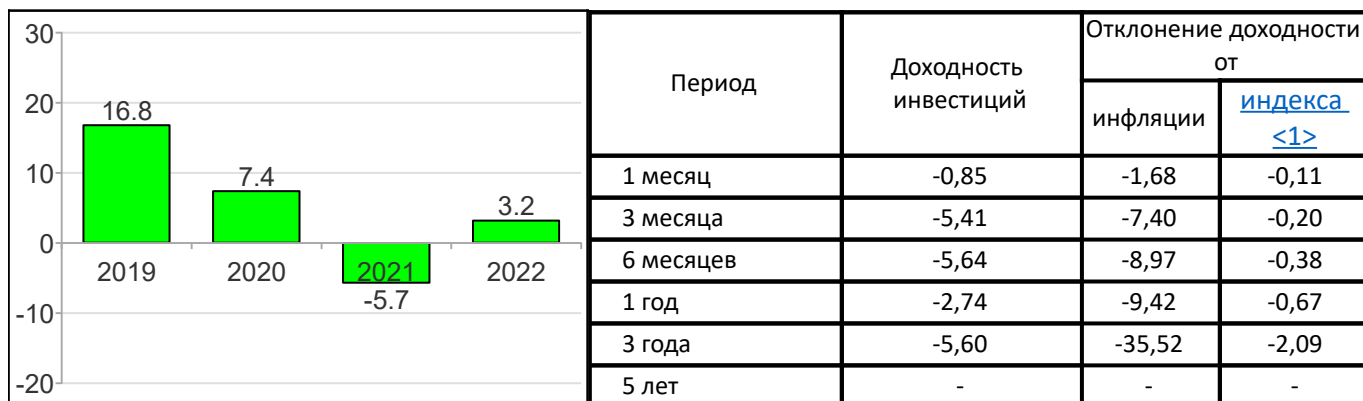 30
20
10
0
-10
-20
16.8
7.4
-5.7
3.2
2019
2020
2021
2022
Период
Доходность
инвестиций
Отклонение доходности
от
инфляции
индекса
<1>
1 месяц -0,85 -1,68 -0,11
3 месяца -5,41 -7,40 -0,20
6 месяцев -5,64 -8,97 -0,38
1 год -2,74 -9,42 -0,67
3 года -5,60 -35,52 -2,09
5 лет - - -